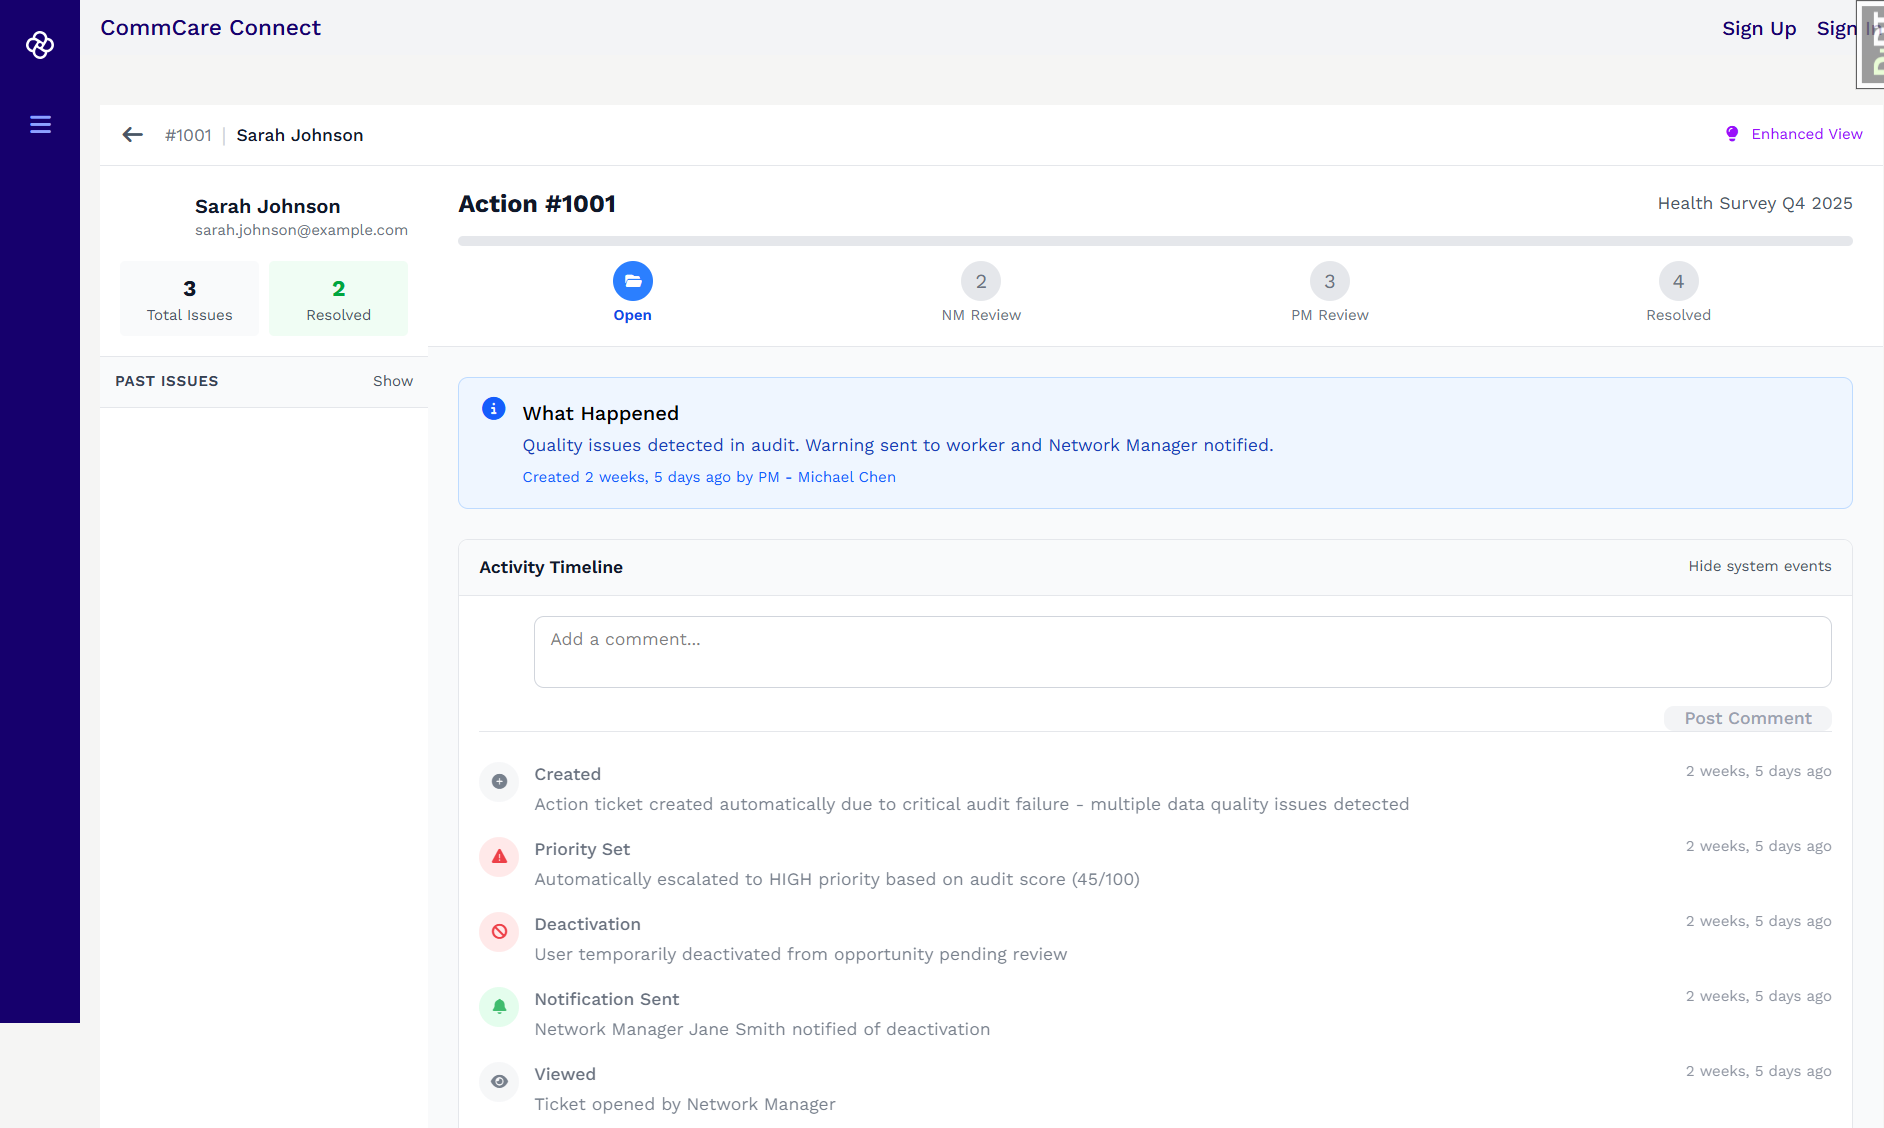 CommCare Connect
Sign Up
Sign In
#1001
Sarah Johnson
Enhanced View
Sarah Johnson
sarah.johnson@example.com
3
Total Issues
2
Resolved
PAST ISSUES
Show
Action #1001
Health Survey Q4 2025
Open
2
NM Review
3
PM Review
4
Resolved
What Happened
Quality issues detected in audit. Warning sent to worker and Network Manager notified.
Created 2 weeks, 5 days ago by PM - Michael Chen
Activity Timeline
Hide system events
Add a comment...
Post Comment
Created
2 weeks, 5 days ago
Action ticket created automatically due to critical audit failure - multiple data quality issues detected
Priority Set
2 weeks, 5 days ago
Automatically escalated to HIGH priority based on audit score (45/100)
Deactivation
2 weeks, 5 days ago
User temporarily deactivated from opportunity pending review
Notification Sent
2 weeks, 5 days ago
Network Manager Jane Smith notified of deactivation
Viewed
2 weeks, 5 days ago
Ticket opened by Network Manager